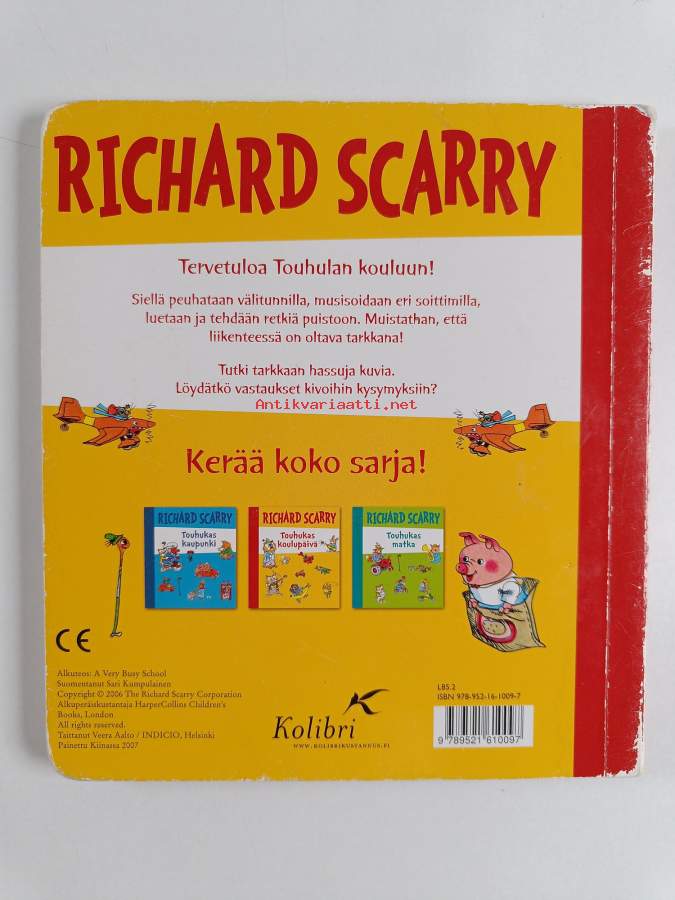 RICHARD SCARRY
Tervetuloa Touhulan kouluun!
Siellä peuhataan välitunnilla, musisoidaan eri soittimilla,
luetaan ja tehdään retkiä puistoon. Muistathan, että
liikenteessä on oltava tarkkana!
Tutki tarkkaan hassuja kuvia.
Löydätkö vastaukset kivoihin kysymyksiin?
Antikvariaatti.net
Kerää koko sarja!
RICHARD SCARRY
Touhukas
kaupunki
RICHARD SCARRY
Touhukas
koulupäivä
RICHARD SCARRY
Touhukas
matka
CE
Alkuteos: A Very Busy School
Suomentanut Sari Kumpulainen
Copyright © 2006 The Richard Scarry Corporation
Alkuperäiskustantaja HarperCollins Children's
Books, London
All rights reserved.
Taittanut Veera Aalto / INDICIO, Helsinki
Painettu Kiinassa 2007
Kolibri
WWW.KOLIBRIKUSTANNUS.FI
L85.2
ISBN 978-952-16-1009-7
9 789521 610097